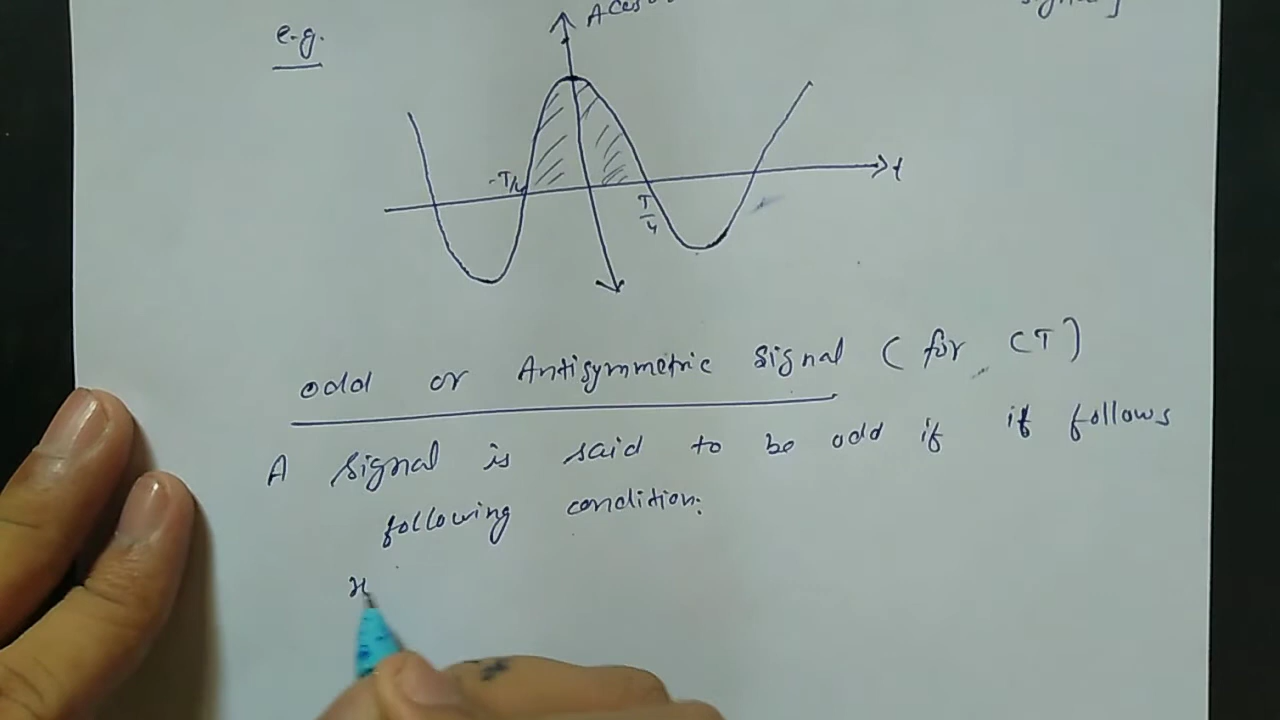 e.g.
-T/4
T/4
t
odd or Antisymmetric signal (for CT)
A signal is said to be odd if it follows
following condition:
x